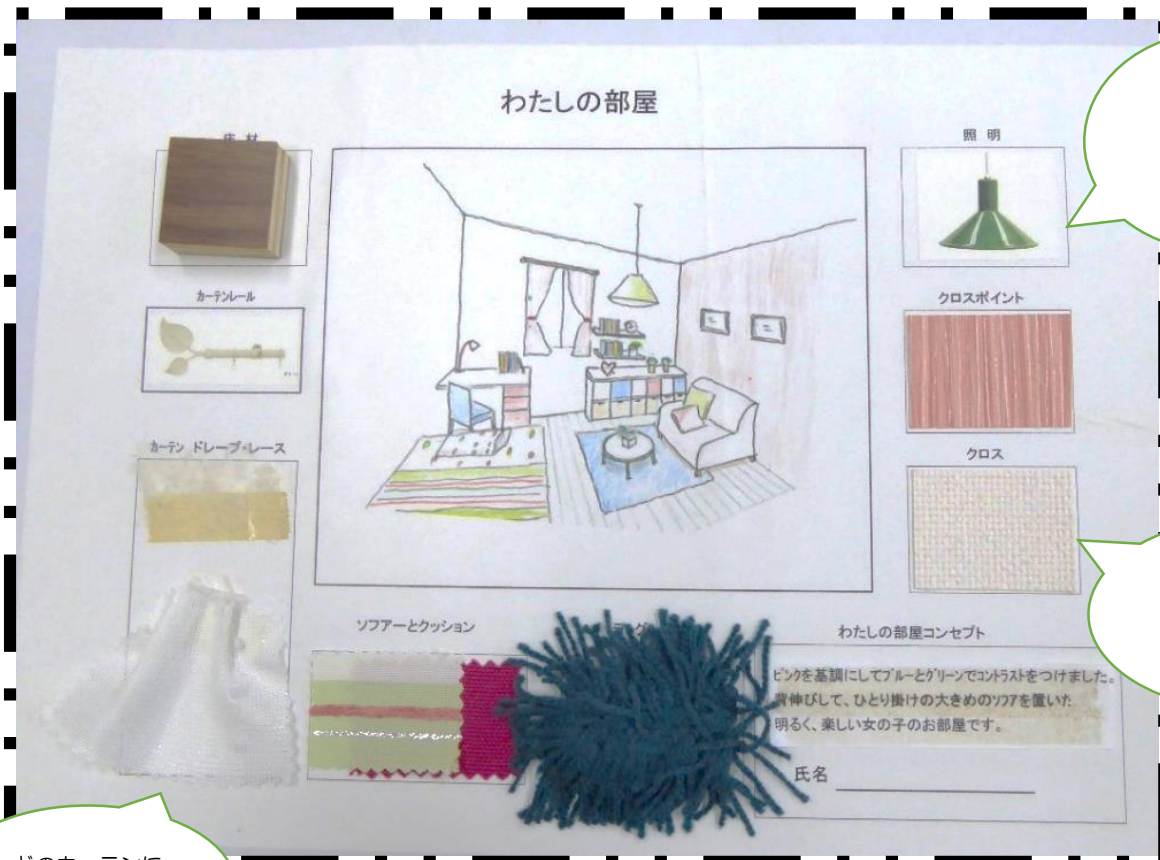 わたしの部屋
床材
照明
カーテンレール
クロスポイント
カーテン ドレープ・レース
クロス
ソファーとクッション
わたしの部屋コンセプト
ピンクを基調にしてブルーとグリーンでコントラストをつけました。
背伸びして、ひとり掛けの大きめのソファを置いた
明るく、楽しい女の子のお部屋です。
氏名